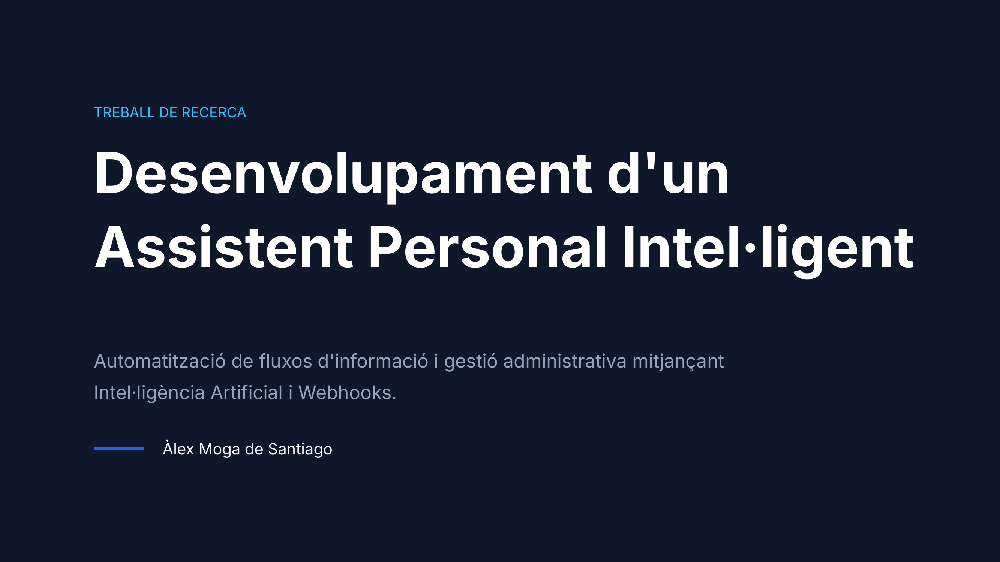 TREBALL DE RECERCA
Desenvolupament d'un
Assistent Personal Intel·ligent
Automatització de fluxos d'informació i gestió administrativa mitjançant
Intel·ligència Artificial i Webhooks.
Àlex Moga de Santiago